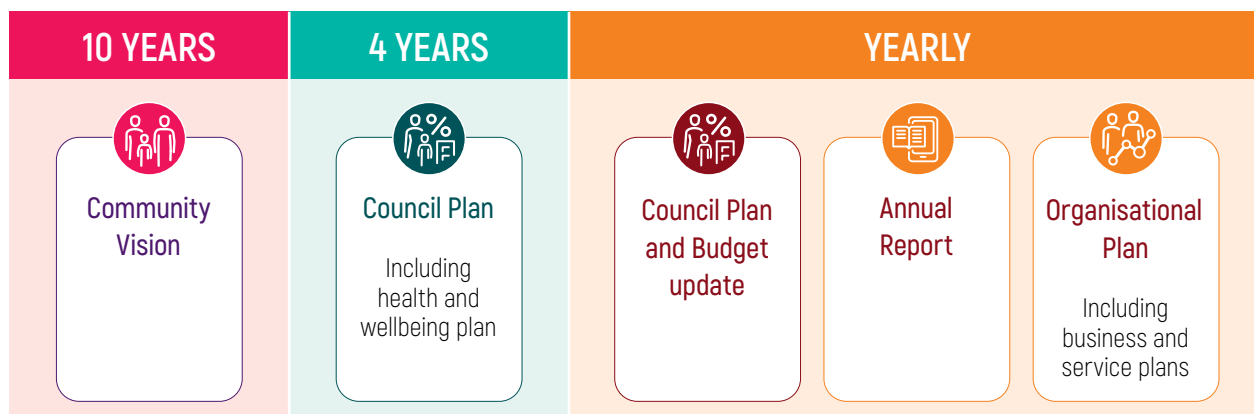 10 YEARS
4 YEARS
YEARLY
Community
Vision
Council Plan
Including
health and
wellbeing plan
Council Plan
and Budget
update
Annual
Report
Organisational
Plan
Including
business and
service plans